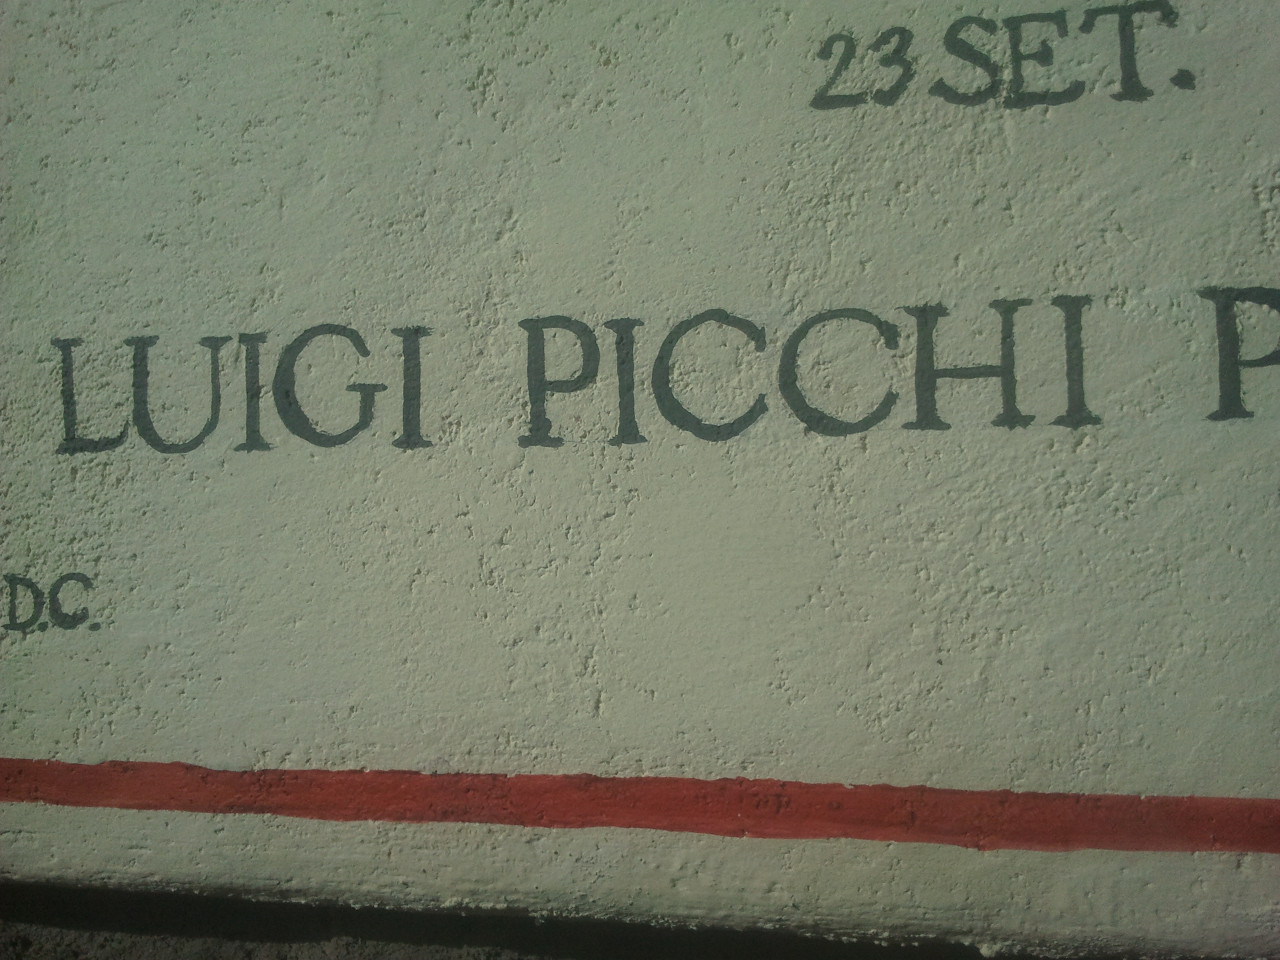 23 SET.
LUIGI PICCHI P
D.C.